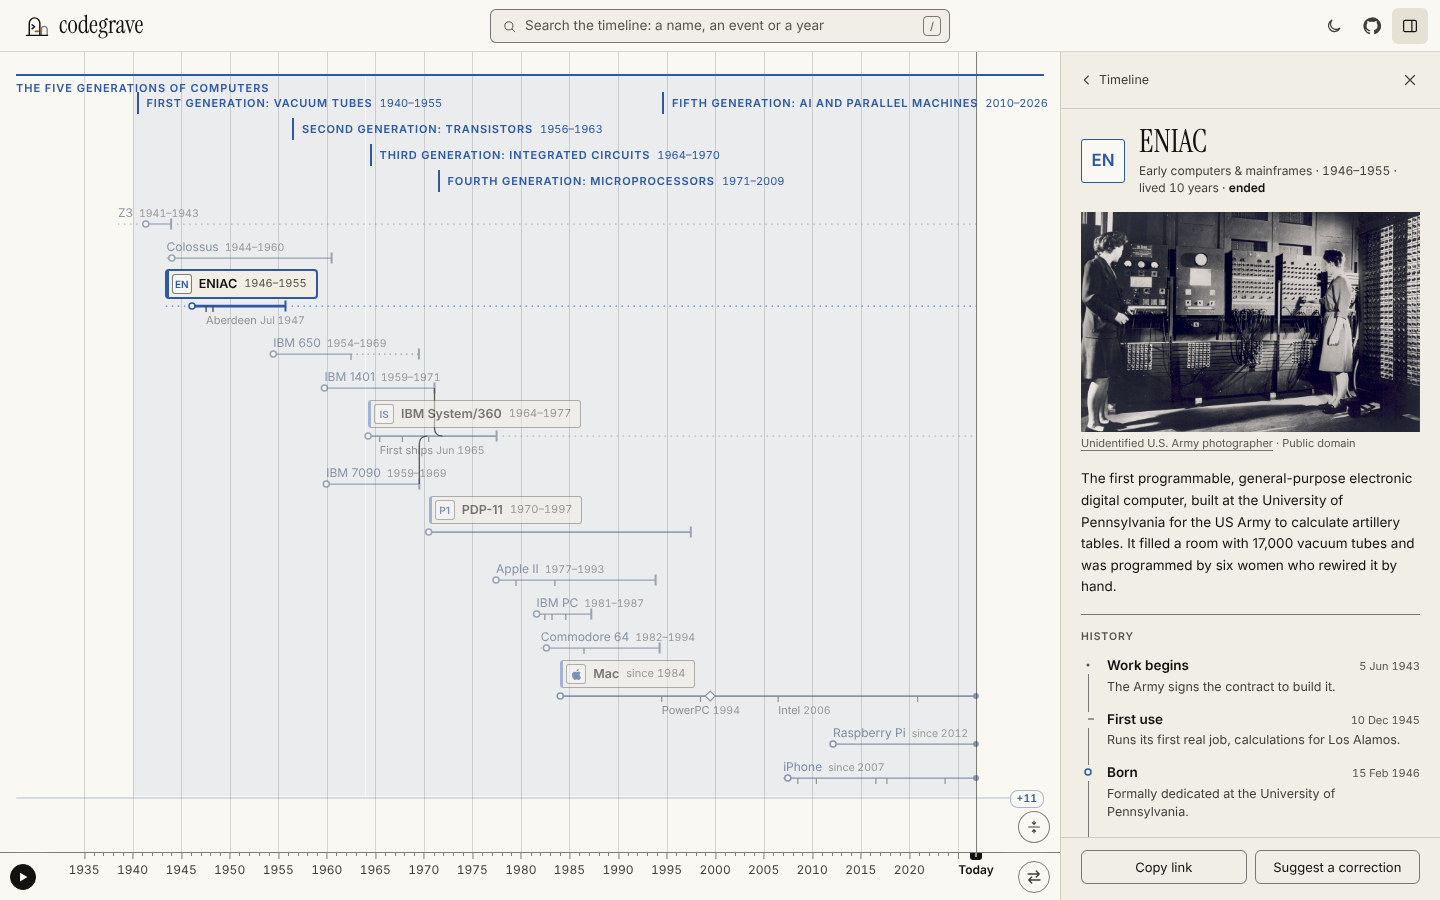 codegrave
Search the timeline: a name, an event or a year
/
THE FIVE GENERATIONS OF COMPUTERS
FIRST GENERATION: VACUUM TUBES 1940–1955
FIFTH GENERATION: AI AND PARALLEL MACHINES 2010–2026
SECOND GENERATION: TRANSISTORS 1956–1963
THIRD GENERATION: INTEGRATED CIRCUITS 1964–1970
FOURTH GENERATION: MICROPROCESSORS 1971–2009
Z3 1941–1943
Colossus 1944–1960
EN ENIAC 1946–1955
Aberdeen Jul 1947
IBM 650 1954–1969
IBM 1401 1959–1971
IS IBM System/360 1964–1977
First ships Jun 1965
IBM 7090 1959–1969
P1 PDP-11 1970–1997
Apple II 1977–1993
IBM PC 1981–1987
Commodore 64 1982–1994
Mac since 1984
PowerPC 1994
Intel 2006
Raspberry Pi since 2012
iPhone since 2007
+11
1935 1940 1945 1950 1955 1960 1965 1970 1975 1980 1985 1990 1995 2000 2005 2010 2015 2020 Today
Timeline
EN
ENIAC
Early computers & mainframes · 1946–1955 ·
lived 10 years · ended
Unidentified U.S. Army photographer · Public domain
The first programmable, general-purpose electronic
digital computer, built at the University of
Pennsylvania for the US Army to calculate artillery
tables. It filled a room with 17,000 vacuum tubes and
was programmed by six women who rewired it by
hand.
HISTORY
Work begins 5 Jun 1943
The Army signs the contract to build it.
First use 10 Dec 1945
Runs its first real job, calculations for Los Alamos.
Born 15 Feb 1946
Formally dedicated at the University of
Pennsylvania.
Copy link
Suggest a correction